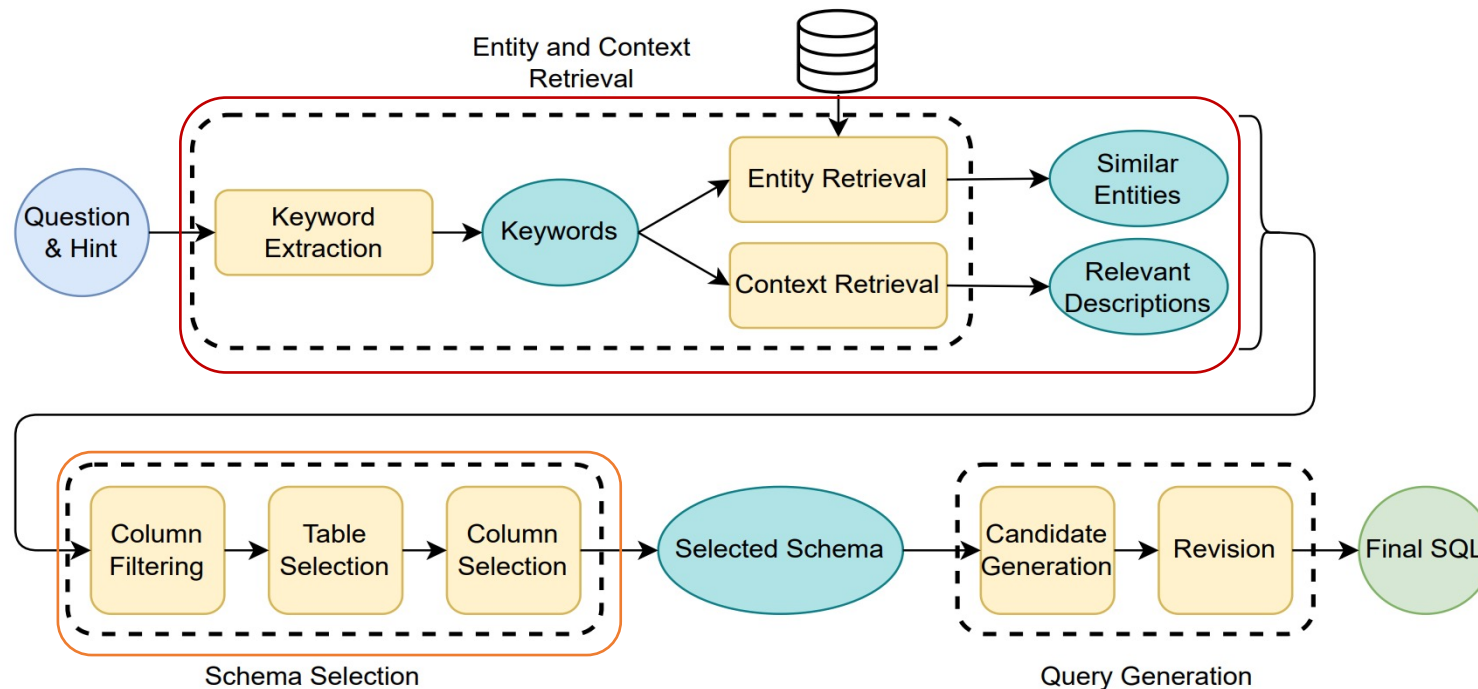 Entity and Context
Retrieval
Question
& Hint
Keyword
Extraction
Keywords
Entity Retrieval
Context Retrieval
Similar
Entities
Relevant
Descriptions
Column
Filtering
Table
Selection
Column
Selection
Selected Schema
Candidate
Generation
Revision
Final SQL
Schema Selection
Query Generation